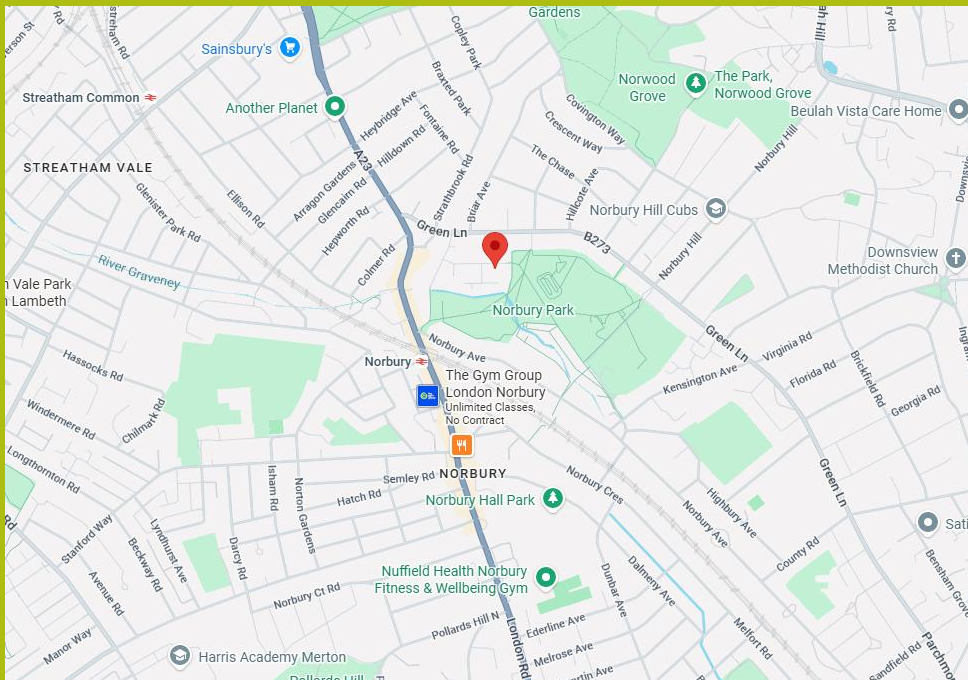 Gardens
Copley Park
Streatham Rd
Sainsbury's
Norwood
Grove
The Park,
Norwood Grove
Streatham Common
Another Planet
Braxted Park
Beulah Vista Care Home
Heybridge Ave
Fontaine Rd
Covington Way
Crescent Way
Norbury Hill
A23
Hilldown Rd
The Chase
STREATHAM VALE
Arragon Gardens
Glencairn Rd
Strathbrook Rd
Briar Ave
Hillcote Ave
Glenister Park Rd
Ellison Rd
Hepworth Rd
Norbury Hill Cubs
Green Ln
B273
Colmer Rd
Norbury Hill
Downsview
Methodist Church
River Graveney
Vale Park
Lambeth
Norbury Park
Green Ln
Norbury Ave
Virginia Rd
Hassocks Rd
Norbury
The Gym Group
London Norbury
Unlimited Classes,
No Contract
Kensington Ave
Florida Rd
Brickfield Rd
Georgia Rd
Windermere Rd
Chilmark Rd
Longthornton Rd
NORBURY
Semley Rd
Isham Rd
Norton Gardens
Hatch Rd
Norbury Cres
Green Ln
Norbury Hall Park
Highbury Ave
Norbury Ave
Stanford Way
Lyndhurst Ave
Beckway Rd
Darcy Rd
County Rd
Nuffield Health Norbury
Fitness & Wellbeing Gym
Dalmeny Ave
Dunbar Ave
Avenue Rd
Norbury Ct Rd
Bensham Grove
Pollards Hill N
Ederline Ave
London Rd
Melfort Rd
Manor Way
Harris Academy Merton
Melrose Ave
Sandfield Rd
Pollards Hill